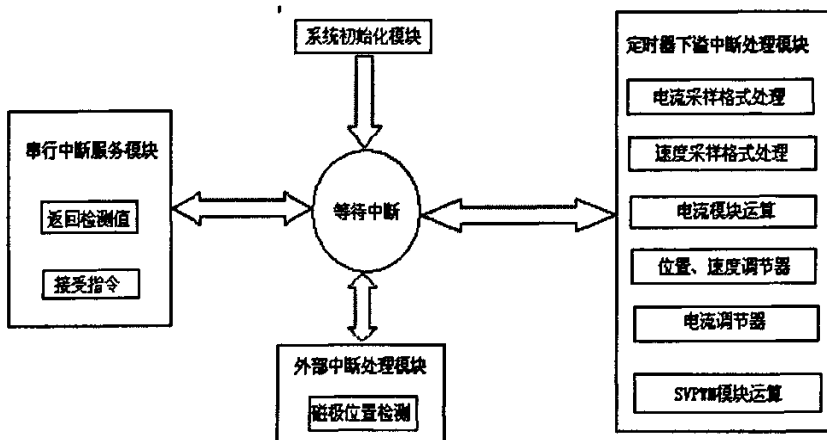 系统初始化模块
串行中断服务模块
返回检测值
接受指令
等待中断
外部中断处理模块
磁极位置检测
定时器下溢中断处理模块
电流采样格式处理
速度采样格式处理
电流模块运算
位置、速度调节器
电流调节器
SVPWM模块运算